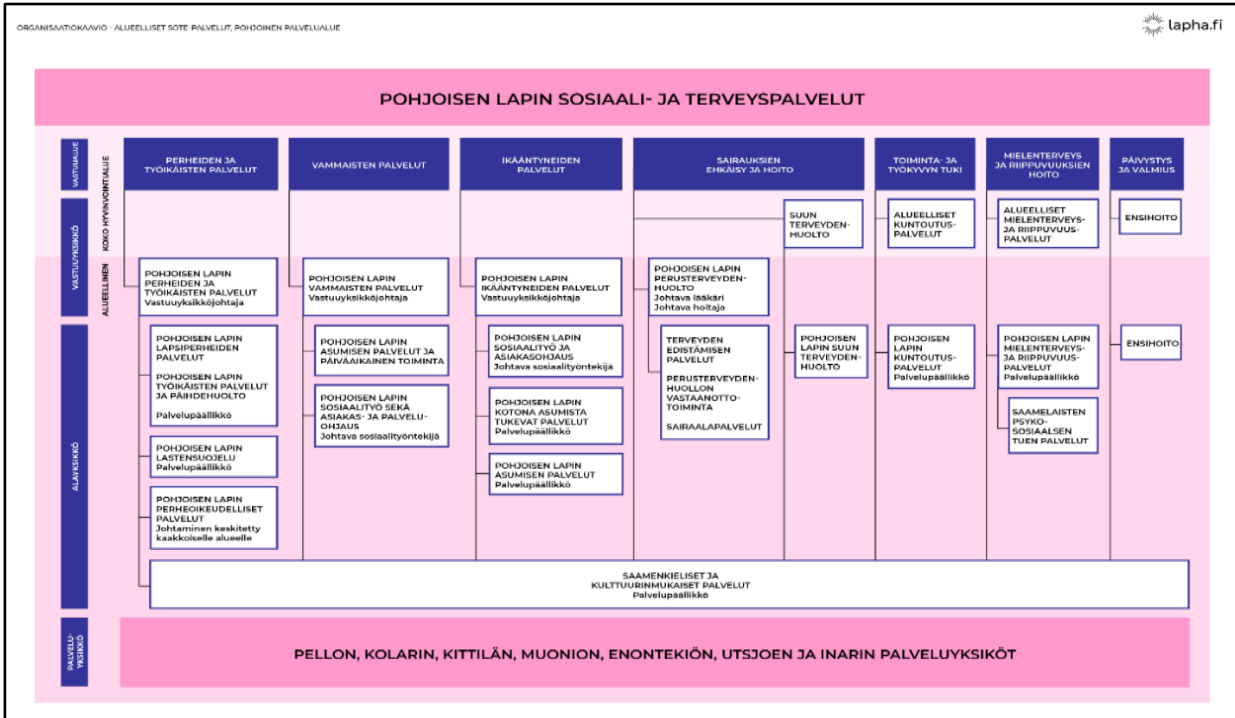 ORGANISAATIOKAAVIO - ALUEELLISET SOTE-PALVELUT, POHJOINEN PALVELUALUE
lapha.fi
POHJOISEN LAPIN SOSIAALI- JA TERVEYSPALVELUT
VASTUUALUE
KOKO HYVINVOINTIALUE
PERHEIDEN JA
TYÖIKÄISTEN PALVELUT
VAMMAISTEN PALVELUT
IKÄÄNTYNEIDEN
PALVELUT
SAIRAUKSIEN
EHKÄISY JA HOITO
TOIMINTA- JA
TYÖKYVYN TUKI
MIELENTERVEYS
JA RIIPPUVUUKSIEN
HOITO
PÄIVYSTYS
JA VALMIUS
VASTUUYKSIKKÖ
SUUN
TERVEYDEN-
HUOLTO
ALUEELLISET
KUNTOUTUS-
PALVELUT
ALUEELLISET
MIELENTERVEYS-
JA RIIPPUVUUS-
PALVELUT
ENSIHOITO
ALUEELLINEN
POHJOISEN LAPIN
PERHEIDEN JA
TYÖIKÄISTEN PALVELUT
Vastuuyksikköjohtaja
POHJOISEN LAPIN
VAMMAISTEN PALVELUT
Vastuuyksikköjohtaja
POHJOISEN LAPIN
IKÄÄNTYNEIDEN PALVELUT
Vastuuyksikköjohtaja
POHJOISEN LAPIN
PERUSTERVEYDEN-
HUOLTO
Johtava lääkäri
Johtava hoitaja
ALAYKSIKKÖ
POHJOISEN LAPIN
LAPSIPERHEIDEN
PALVELUT
POHJOISEN LAPIN
TYÖIKÄISTEN PALVELUT
JA PÄIHDEHUOLTO
Palvelupäällikkö
POHJOISEN LAPIN
LASTENSUOJELU
Palvelupäällikkö
POHJOISEN LAPIN
PERHEOIKEUDELLISET
PALVELUT
Johtaminen keskitetty
kaakkoiselle alueelle
POHJOISEN LAPIN
ASUMISEN PALVELUT JA
PÄIVÄAIKAINEN TOIMINTA
POHJOISEN LAPIN
SOSIAALITYÖ SEKÄ
ASIAKAS- JA PALVELU-
OHJAUS
Johtava sosiaalityöntekijä
POHJOISEN LAPIN
SOSIAALITYÖ JA
ASIAKASOHJAUS
Johtava sosiaalityöntekijä
POHJOISEN LAPIN
KOTONA ASUMISTA
TUKEVAT PALVELUT
Palvelupäällikkö
POHJOISEN LAPIN
ASUMISEN PALVELUT
Palvelupäällikkö
TERVEYDEN
EDISTÄMISEN
PALVELUT
PERUSTERVEYDEN-
HUOLLON
VASTAANOTTO-
TOIMINTA
SAIRAALAPALVELUT
POHJOISEN
LAPIN SUUN
TERVEYDEN-
HUOLTO
POHJOISEN
LAPIN
KUNTOUTUS-
PALVELUT
Palvelupäällikkö
POHJOISEN LAPIN
MIELENTERVEYS-
JA RIIPPUVUUS-
PALVELUT
Palvelupäällikkö
SAAMELAISTEN
PSYKO-
SOSIAALSEN
TUEN PALVELUT
ENSIHOITO
SAAMENKIELISET JA
KULTTUURINMUKAISET PALVELUT
Palvelupäällikkö
PALVELU-
YKSIKKÖ
PELLON, KOLARIN, KITTILÄN, MUONION, ENONTEKIÖN, UTSJOEN JA INARIN PALVELUYKSIKÖT